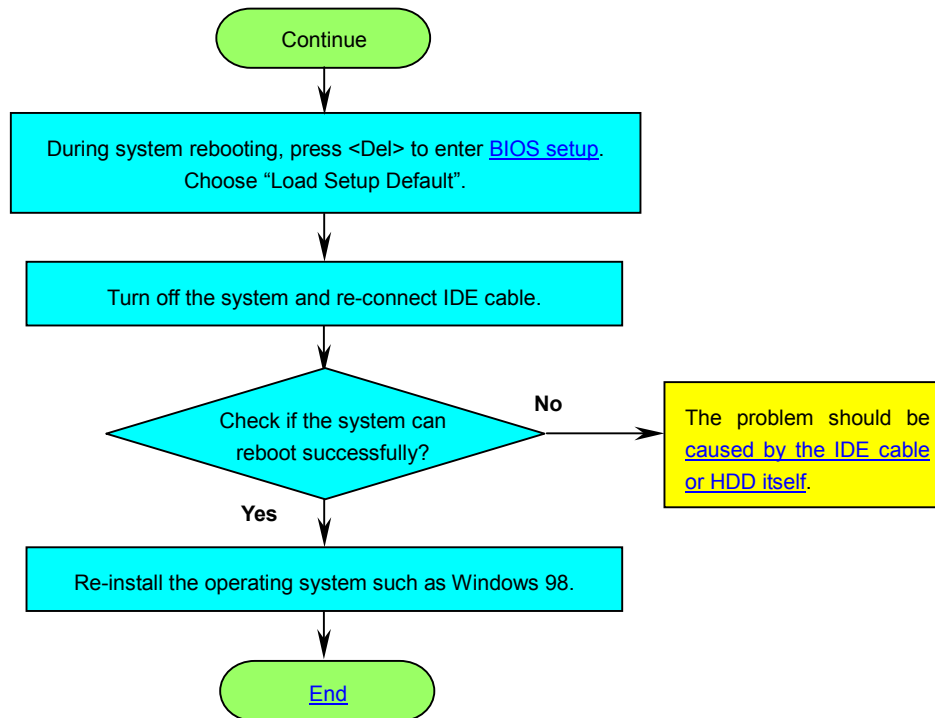 Continue
During system rebooting, press <Del> to enter BIOS setup.
Choose “Load Setup Default”.
Turn off the system and re-connect IDE cable.
Check if the system can
reboot successfully?
No
The problem should be
caused by the IDE cable
or HDD itself.
Yes
Re-install the operating system such as Windows 98.
End